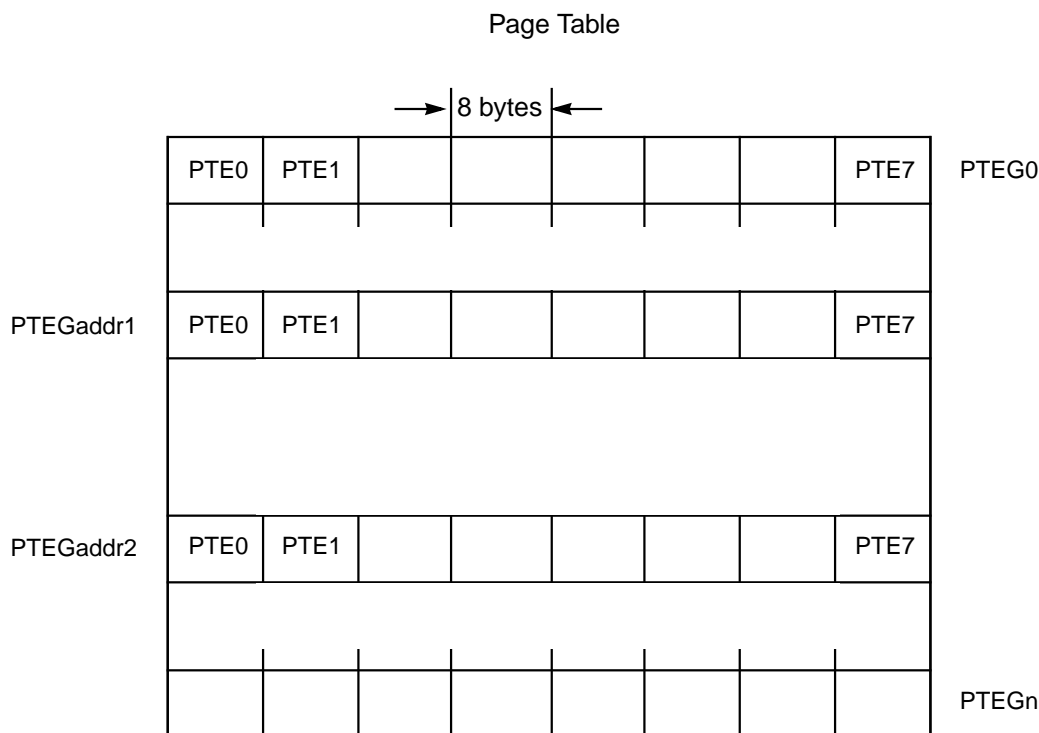 Page Table
8 bytes
PTE0 PTE1 PTE7 PTEG0
PTEGaddr1 PTE0 PTE1 PTE7
PTEGaddr2 PTE0 PTE1 PTE7
PTEGn